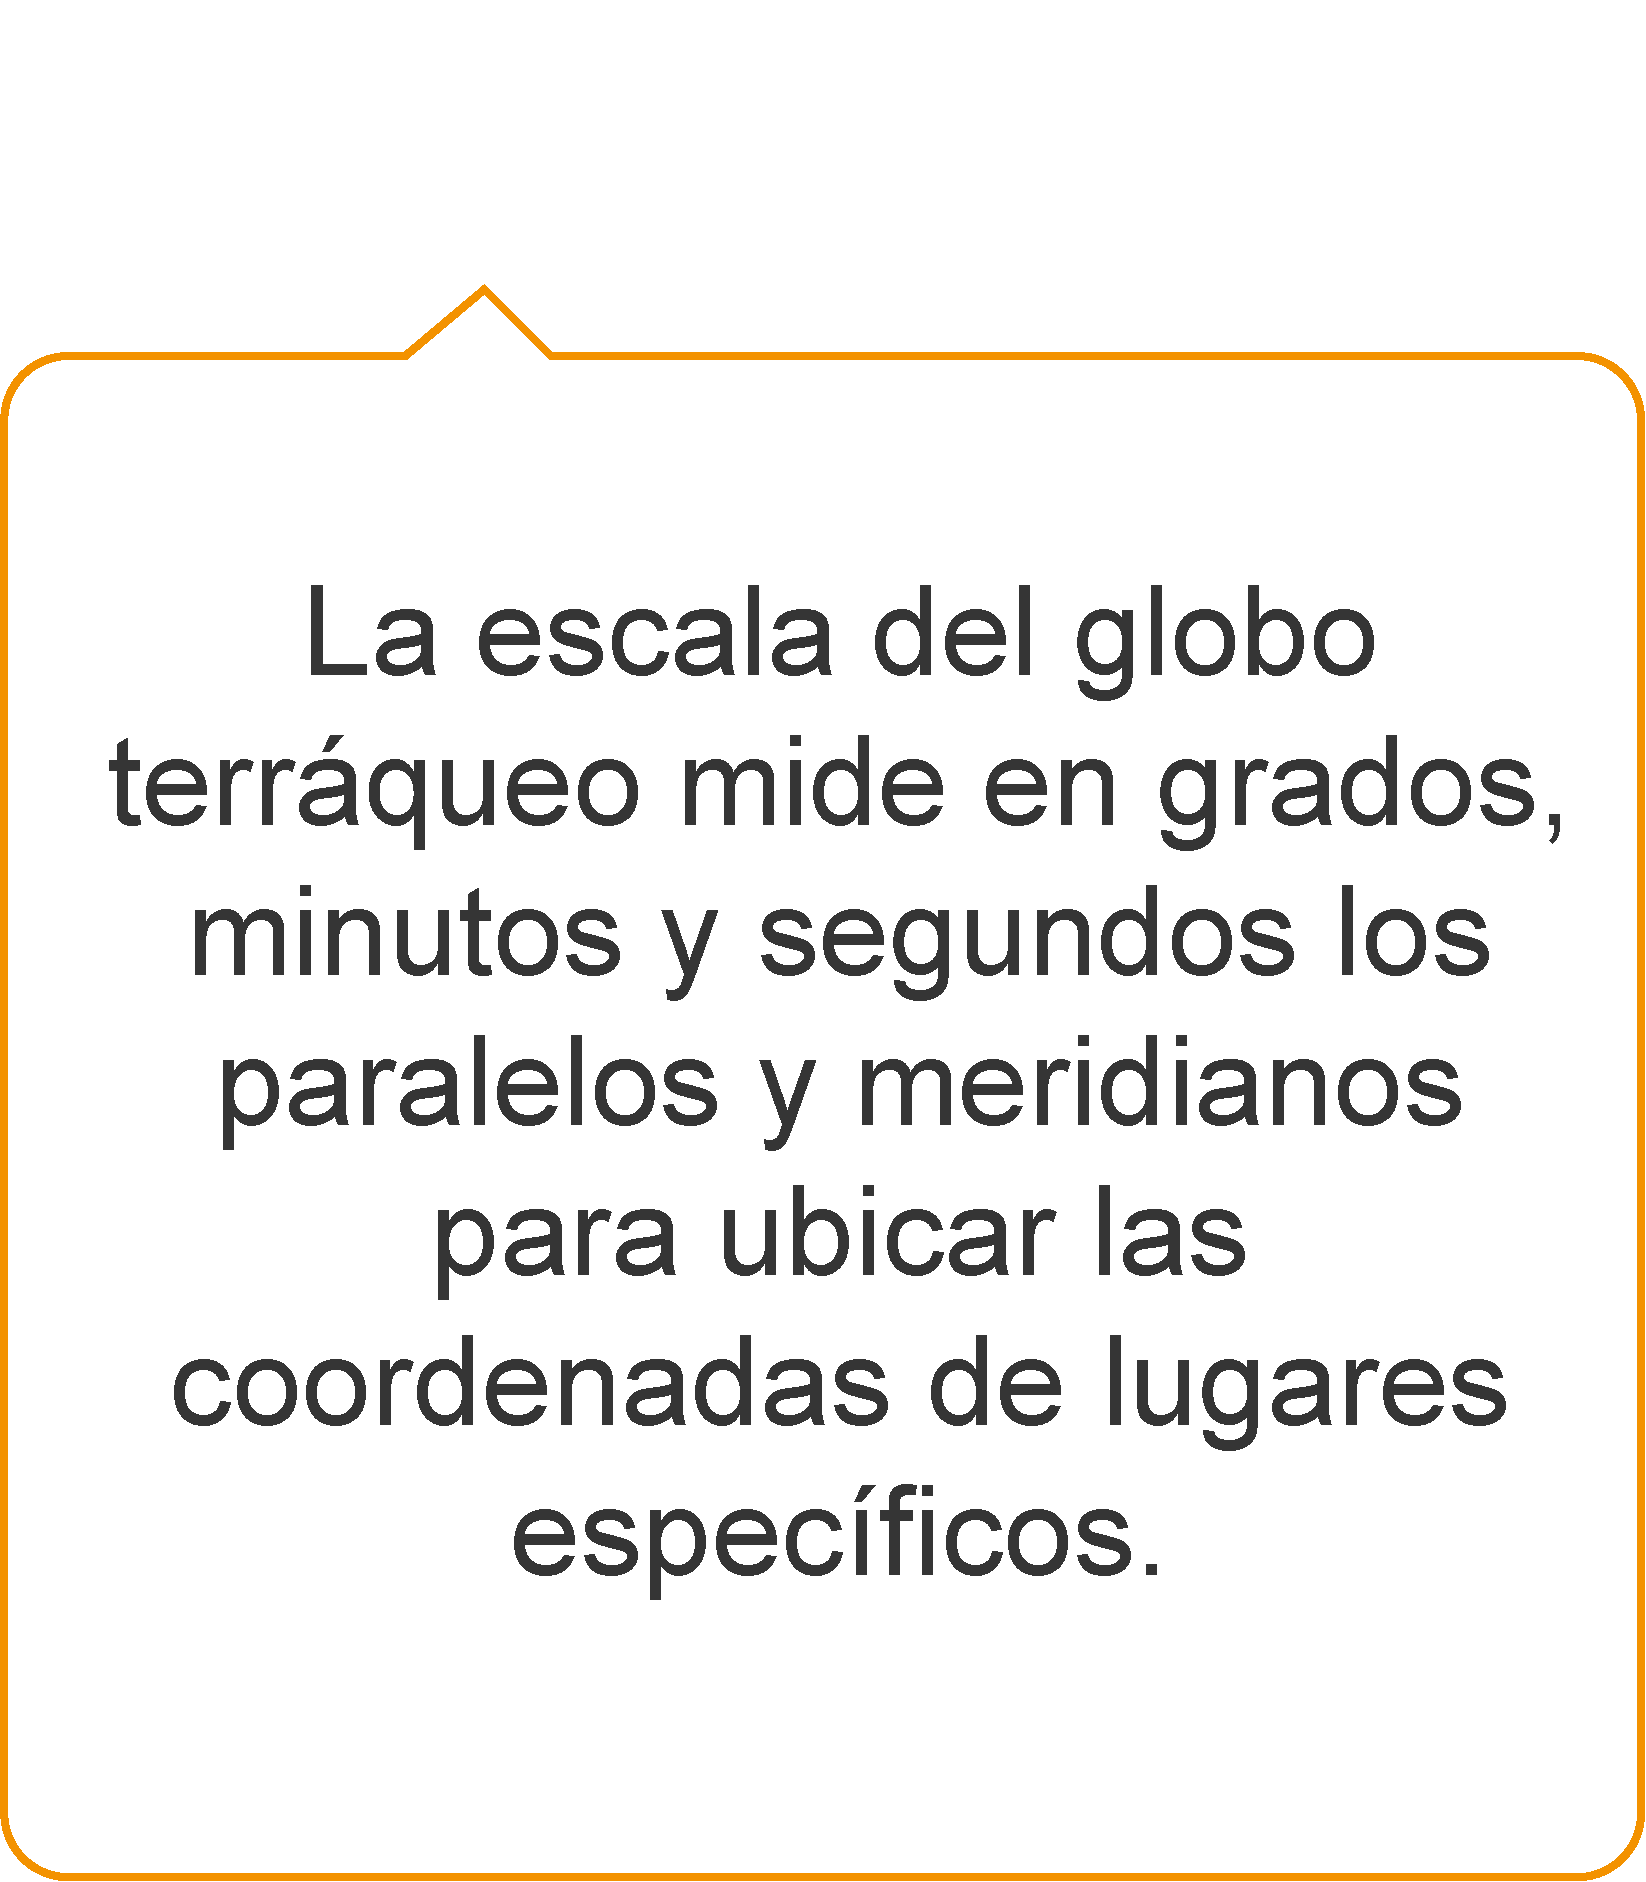 La escala del globo
terráqueo mide en grados,
minutos y segundos los
paralelos y meridianos
para ubicar las
coordenadas de lugares
específicos.